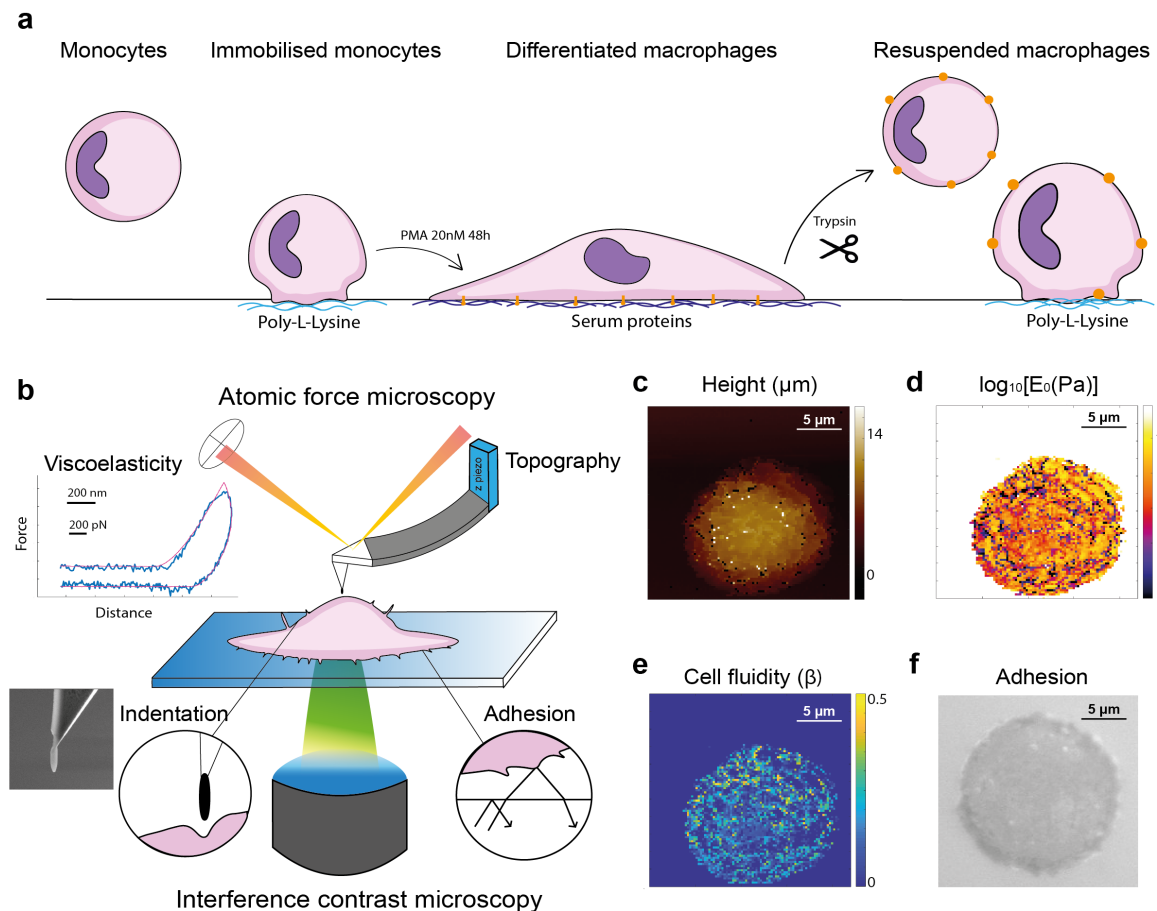 a
Monocytes
Immobilised monocytes
Differentiated macrophages
Resuspended macrophages
PMA 20nM 48h
Trypsin
Poly-L-Lysine
Serum proteins
Poly-L-Lysine
b
Atomic force microscopy
Viscoelasticity
200 nm
200 pN
Force
Distance
z piezo
Topography
Indentation
Adhesion
Interference contrast microscopy
c
Height (µm)
5 µm
14
0
d
log₁₀[E₀(Pa)]
5 µm
e
Cell fluidity (β)
5 µm
0.5
0
f
Adhesion
5 µm